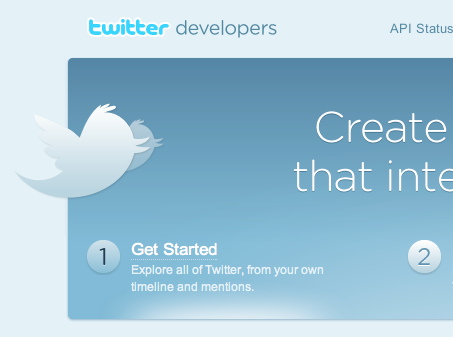 twitter developers
API Status
Create
that inte
1
Get Started
Explore all of Twitter, from your own
timeline and mentions.
2